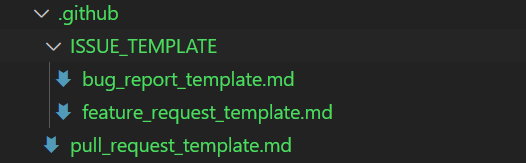 .github
ISSUE_TEMPLATE
bug_report_template.md
feature_request_template.md
pull_request_template.md